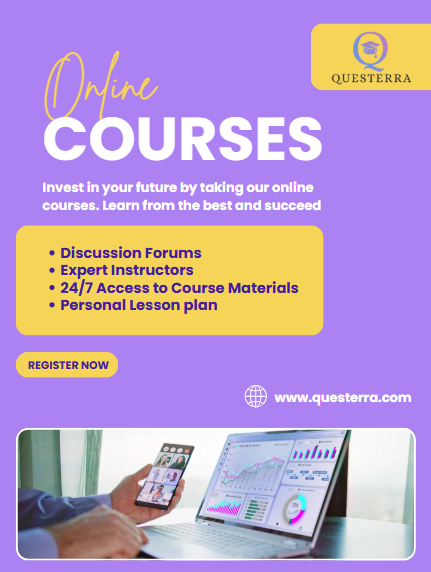 QUESTERRA
Online
COURSES
Invest in your future by taking our online
courses. Learn from the best and succeed
• Discussion Forums
• Expert Instructors
• 24/7 Access to Course Materials
• Personal Lesson plan
REGISTER NOW
www.questerra.com